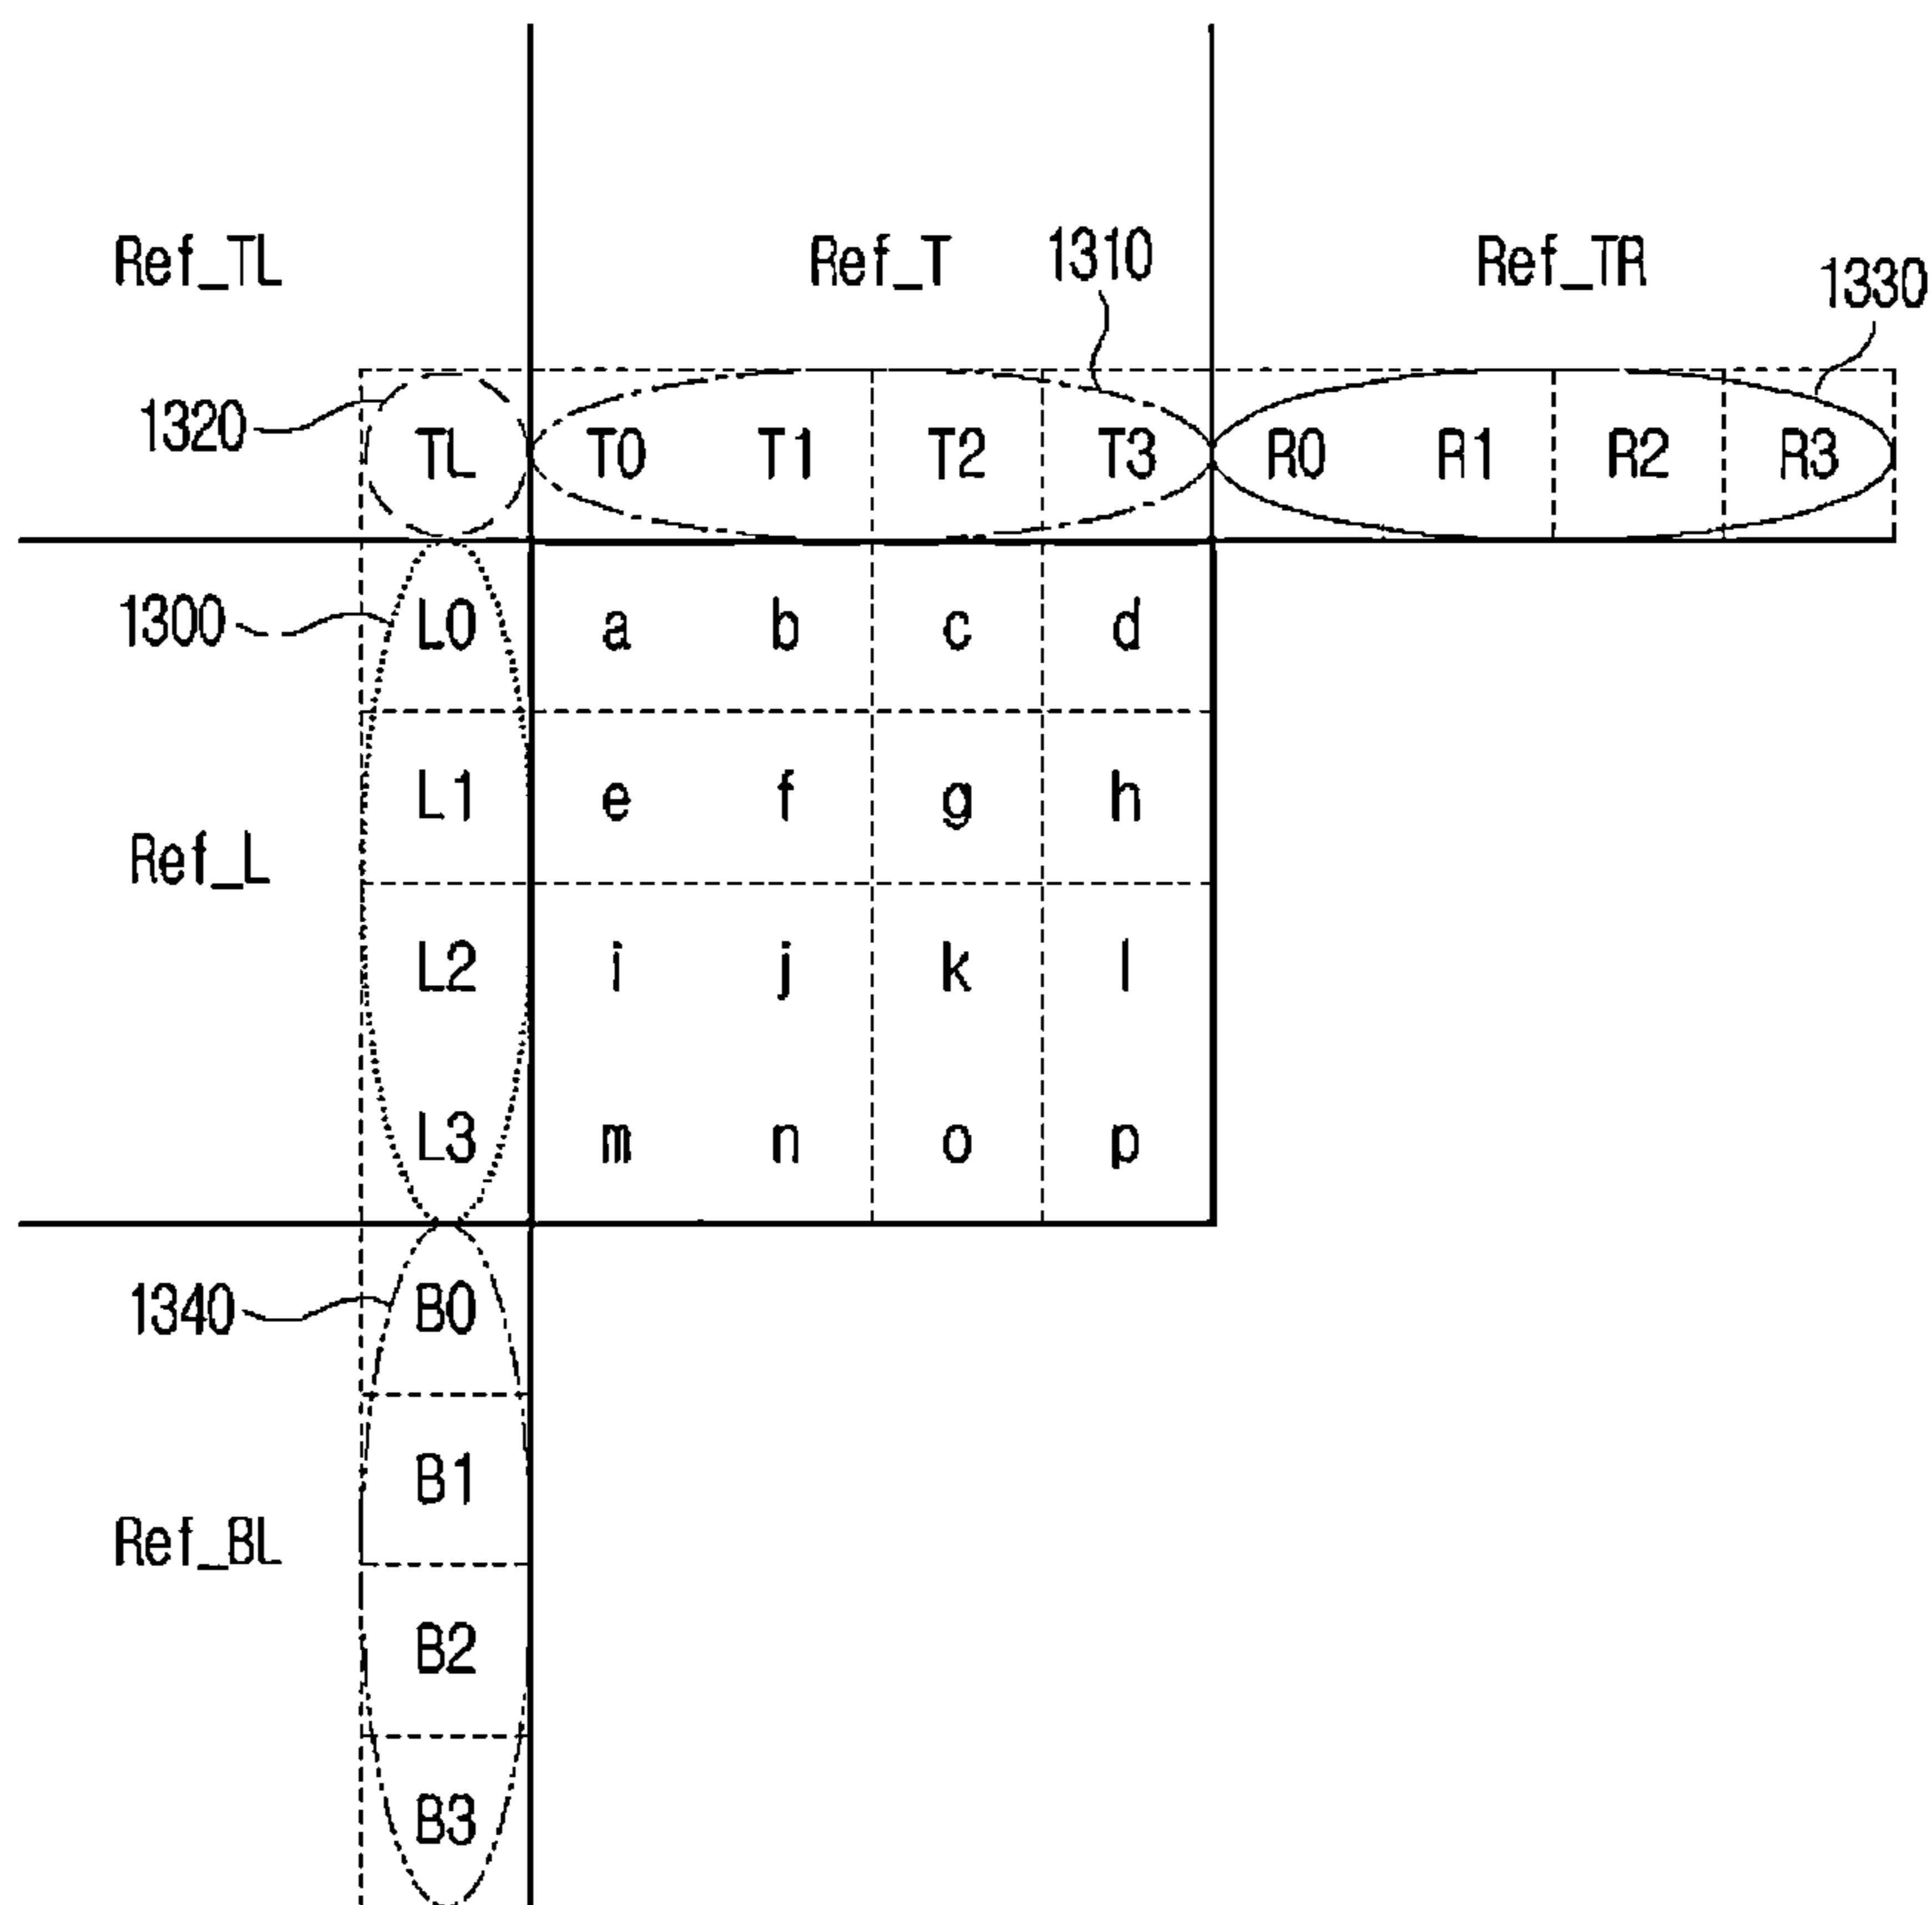 Ref_TL Ref_T 1310 Ref_TR 1330
1320 TL T0 T1 T2 T3 R0 R1 R2 R3
1300 L0 a b c d
L1 e f g h
Ref_L
L2 i j k l
L3 m n o p
1340 B0
B1
Ref_BL
B2
B3